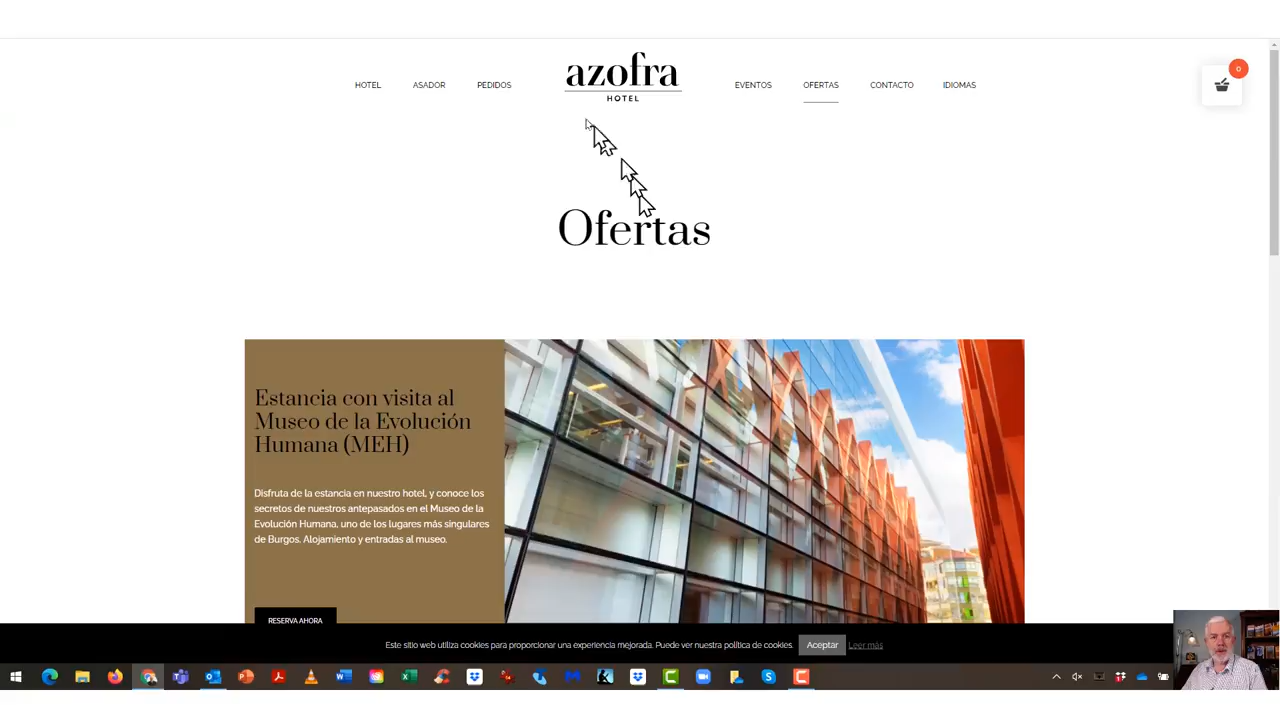 HOTEL ASADOR PEDIDOS azofra EVENTOS OFERTAS CONTACTO IDIOMAS 0
HOTEL
Ofertas
Estancia con visita al
Museo de la Evolución
Humana (MEH)
Disfruta de la estancia en nuestro hotel, y conoce los
secretos de nuestros antepasados en el Museo de la
Evolución Humana, uno de los lugares más singulares
de Burgos. Alojamiento y entradas al museo.
RESERVA AHORA
Este sitio web utiliza cookies para proporcionar una experiencia mejorada. Puede ver nuestra política de cookies. Aceptar Leer más